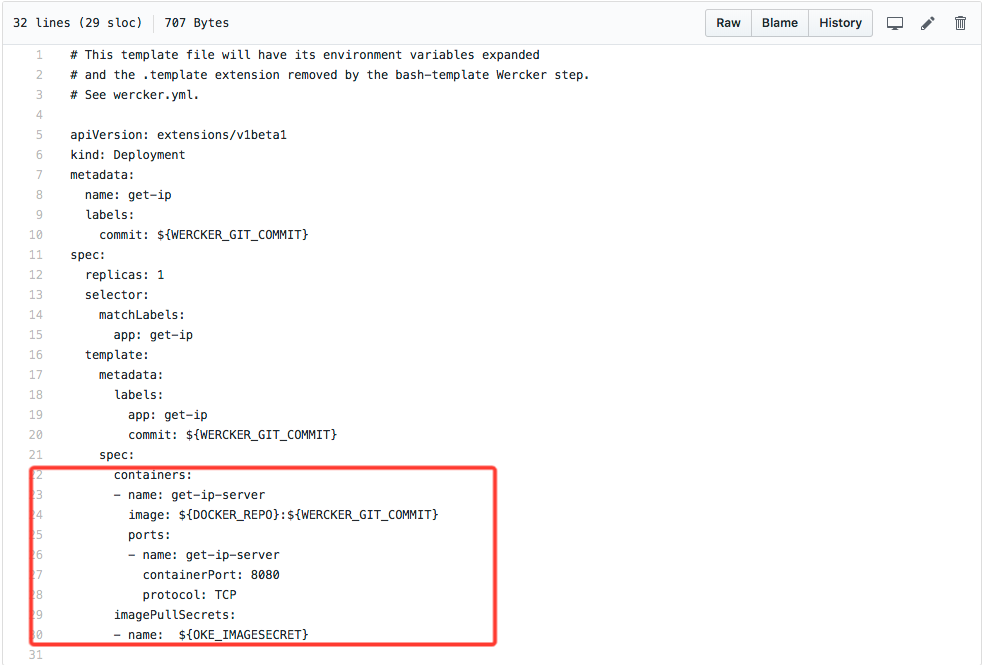 32 lines (29 sloc) 707 Bytes Raw Blame History
1 # This template file will have its environment variables expanded
2 # and the .template extension removed by the bash-template Wercker step.
3 # See wercker.yml.
4
5 apiVersion: extensions/v1beta1
6 kind: Deployment
7 metadata:
8   name: get-ip
9   labels:
10     commit: ${WERCKER_GIT_COMMIT}
11 spec:
12   replicas: 1
13   selector:
14     matchLabels:
15       app: get-ip
16   template:
17     metadata:
18       labels:
19         app: get-ip
20         commit: ${WERCKER_GIT_COMMIT}
21     spec:
22       containers:
23       - name: get-ip-server
24         image: ${DOCKER_REPO}:${WERCKER_GIT_COMMIT}
25         ports:
26         - name: get-ip-server
27           containerPort: 8080
28           protocol: TCP
29       imagePullSecrets:
30       - name:  ${OKE_IMAGESECRET}
31